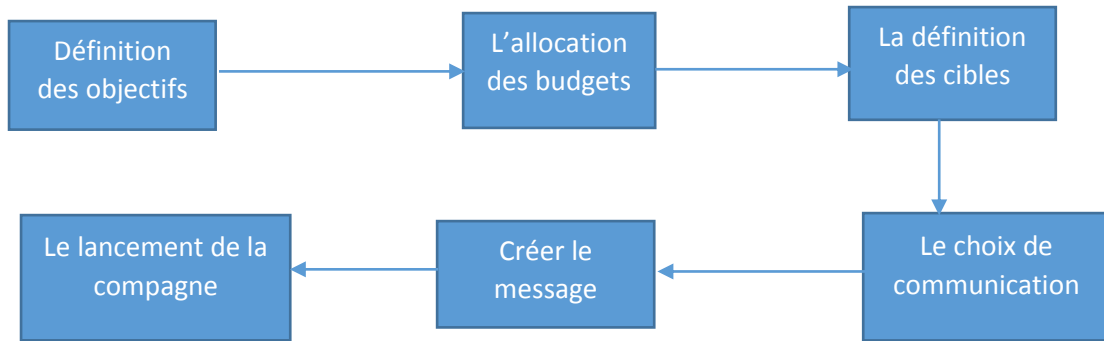 Définition
des objectifs
L’allocation
des budgets
La définition
des cibles
Le choix de
communication
Créer le
message
Le lancement de la
compagne